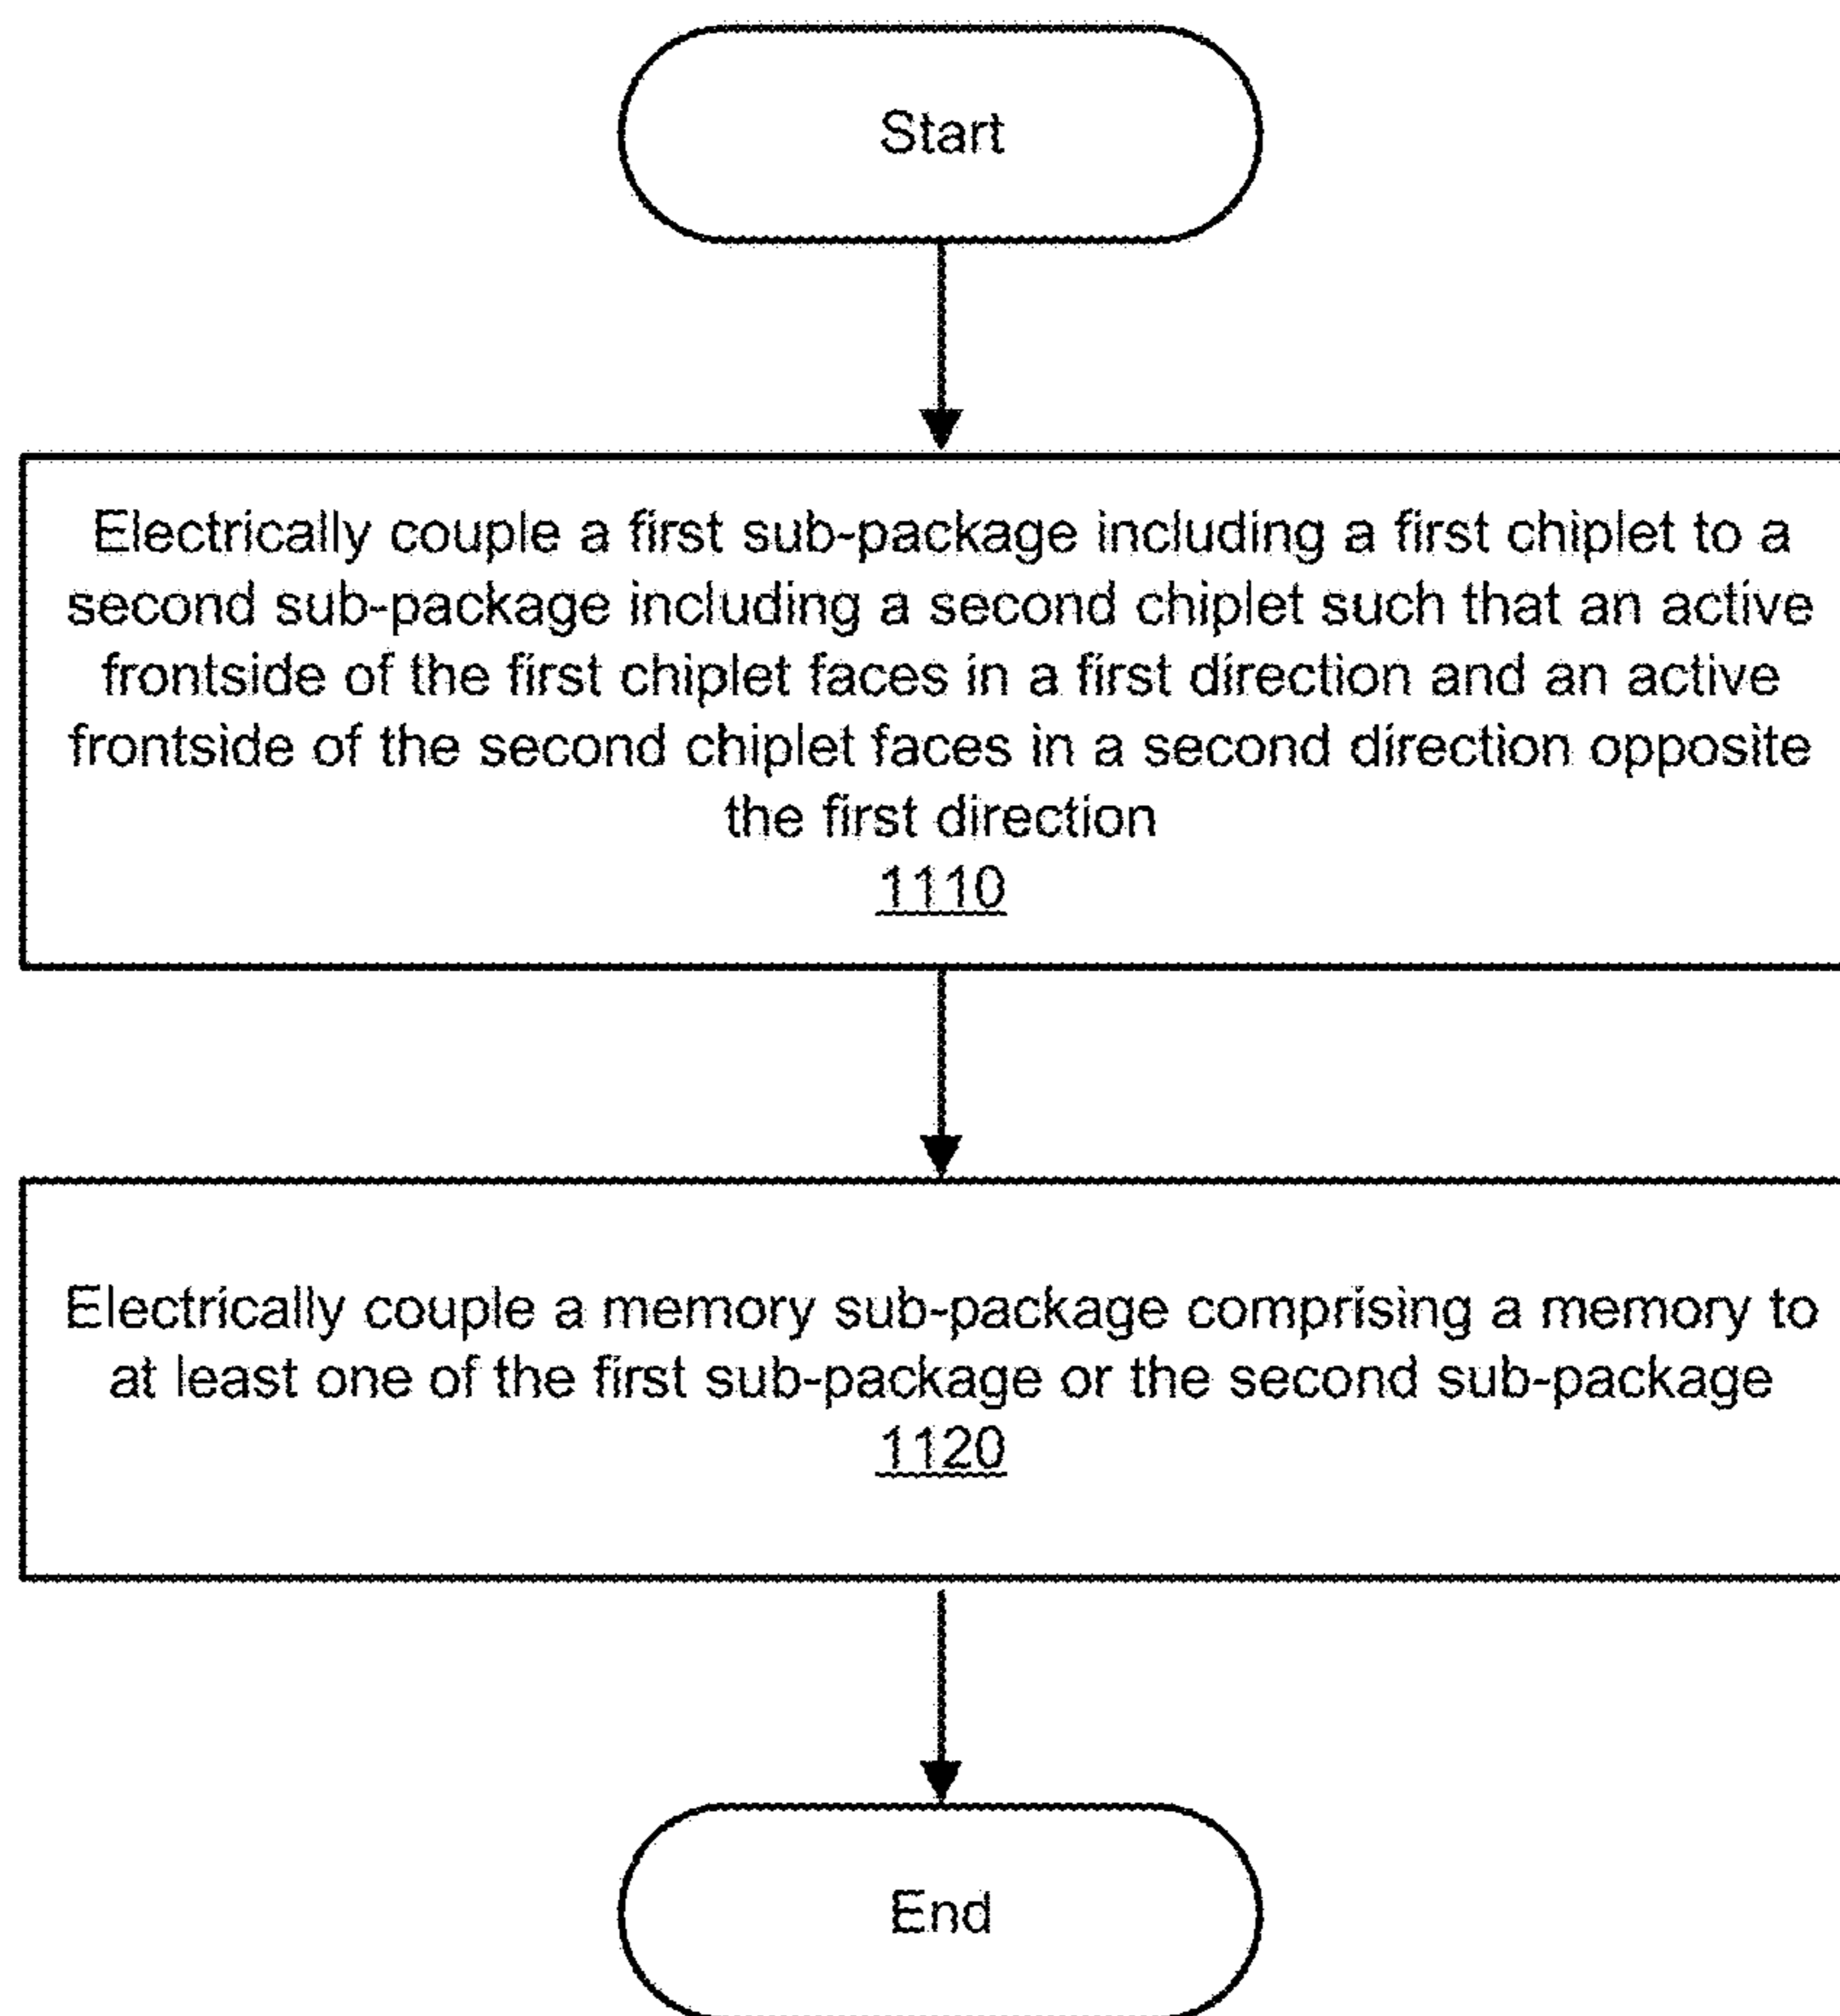 Start
Electrically couple a first sub-package including a first chiplet to a
second sub-package including a second chiplet such that an active
frontside of the first chiplet faces in a first direction and an active
frontside of the second chiplet faces in a second direction opposite
the first direction
1110
Electrically couple a memory sub-package comprising a memory to
at least one of the first sub-package or the second sub-package
1120
End